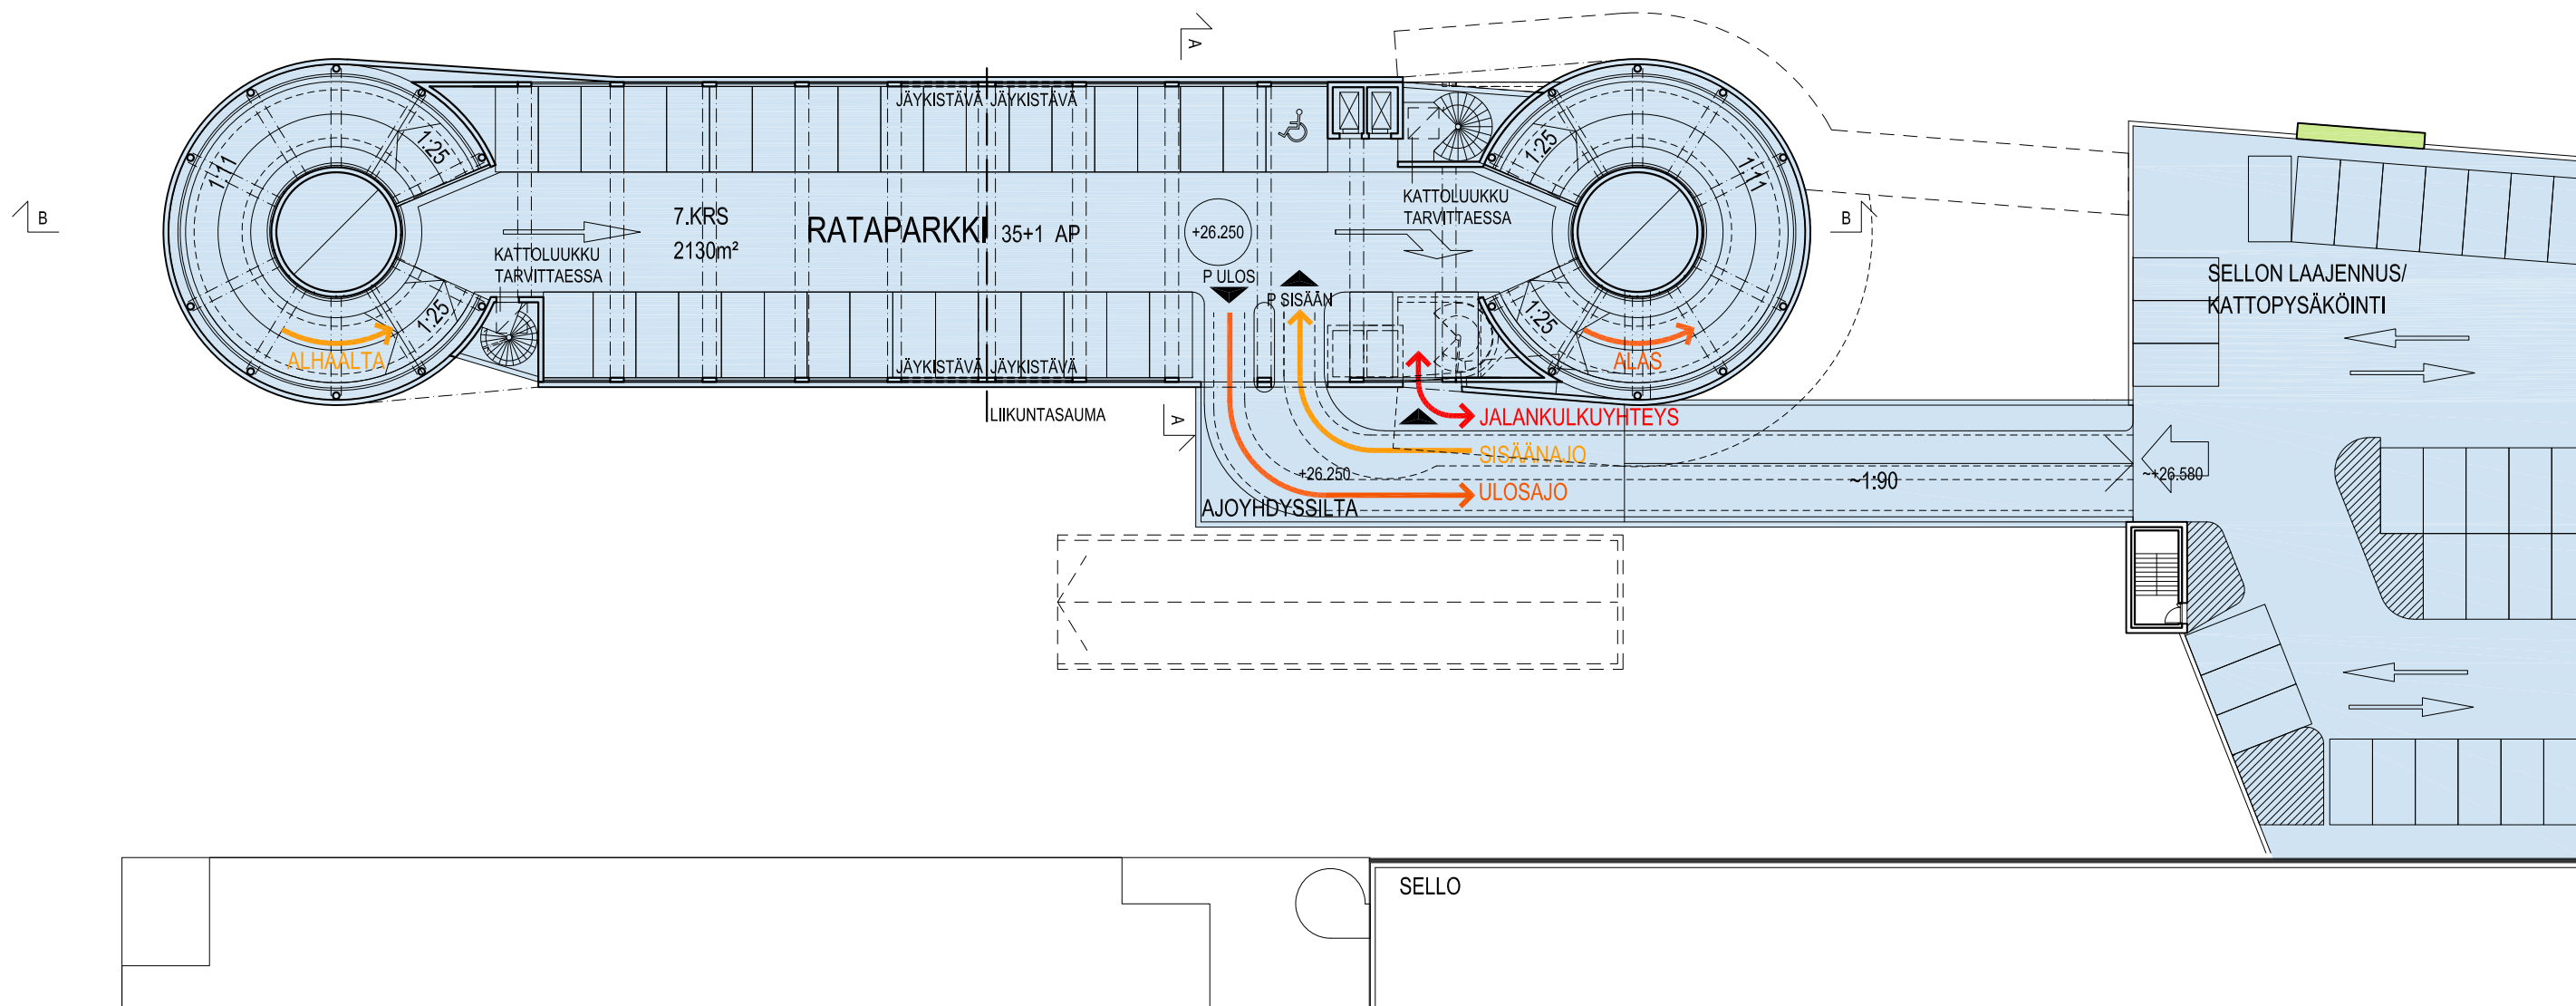 A
JÄYKISTÄVÄ JÄYKISTÄVÄ
1:25
1:25
1:11
1:11
KATTOLUUKKU
TARVITTAESSA
B
7.KRS
2130m²
RATAPARKKI 35+1 AP
+26.250
B
KATTOLUUKKU
TARVITTAESSA
P ULOS
P SISÄÄN
SELLON LAAJENNUS/
KATTOPYSÄKÖINTI
1:25
1:25
ALHAALTA
ALAS
JÄYKISTÄVÄ JÄYKISTÄVÄ
LIIKUNTASAUMA
A
JALANKULKUYHTEYS
SISÄÄNAJO
+26.250
~1:90
~+26.580
ULOSAJO
AJOYHDYSSILTA
SELLO